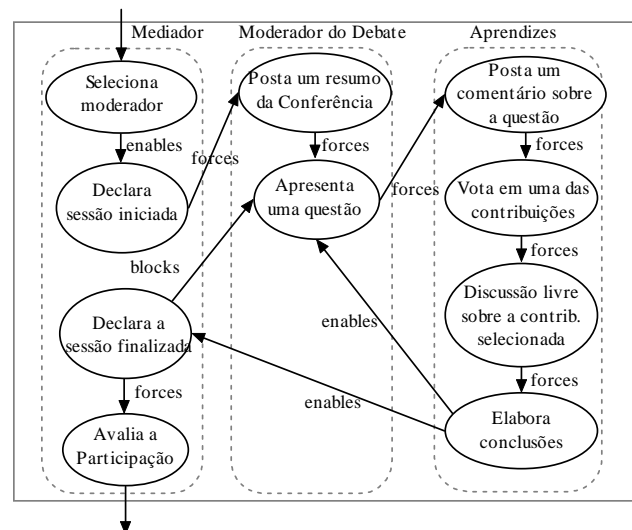 Mediador
Moderador do Debate
Aprendizes
Seleciona
moderador
enables
Declara
sessão iniciada
forces
Posta um resumo
da Conferência
forces
Apresenta
uma questão
forces
Posta um
comentário sobre
a questão
forces
Vota em uma das
contribuições
forces
Discussão livre
sobre a contrib.
selecionada
forces
Elabora
conclusões
enables
enables
blocks
Declara a
sessão finalizada
forces
Avalia a
Participação